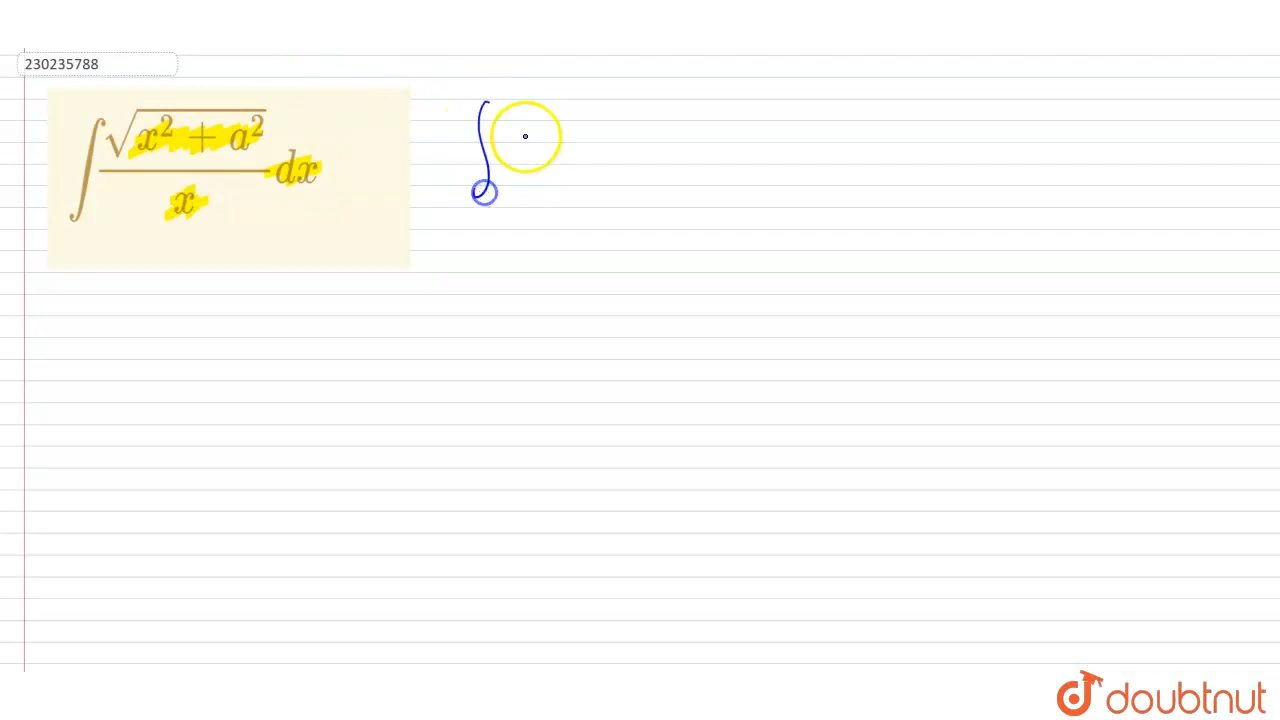 230235788
∫ √(x² + a²) / x dx
∫
doubtnut